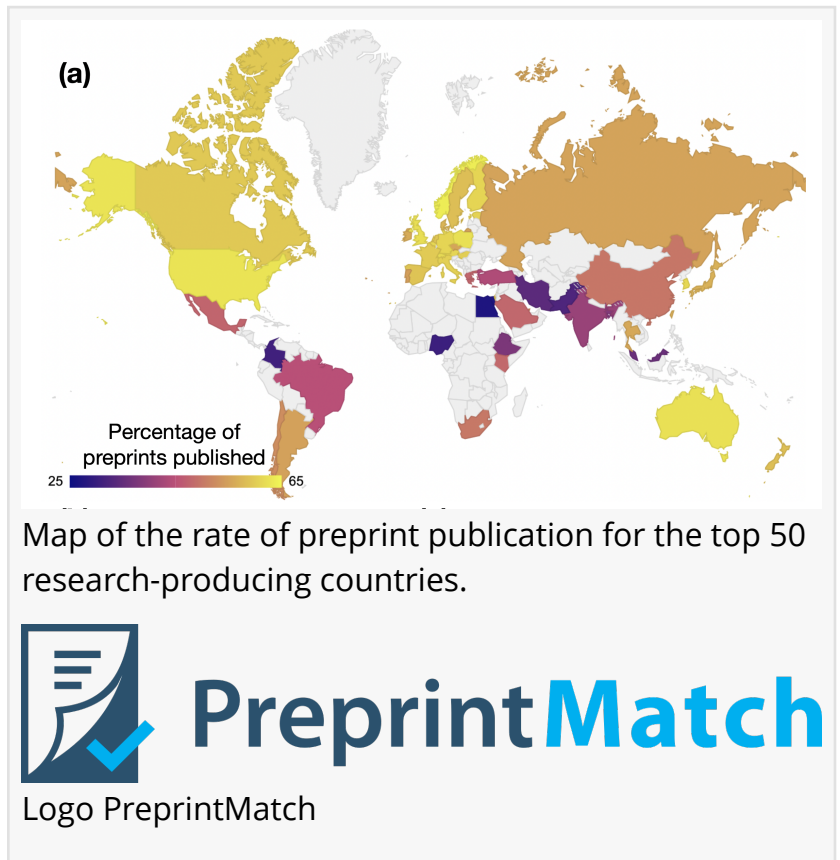 (a)
Percentage of
preprints published
25 65
Map of the rate of preprint publication for the top 50
research-producing countries.
PreprintMatch
Logo PreprintMatch